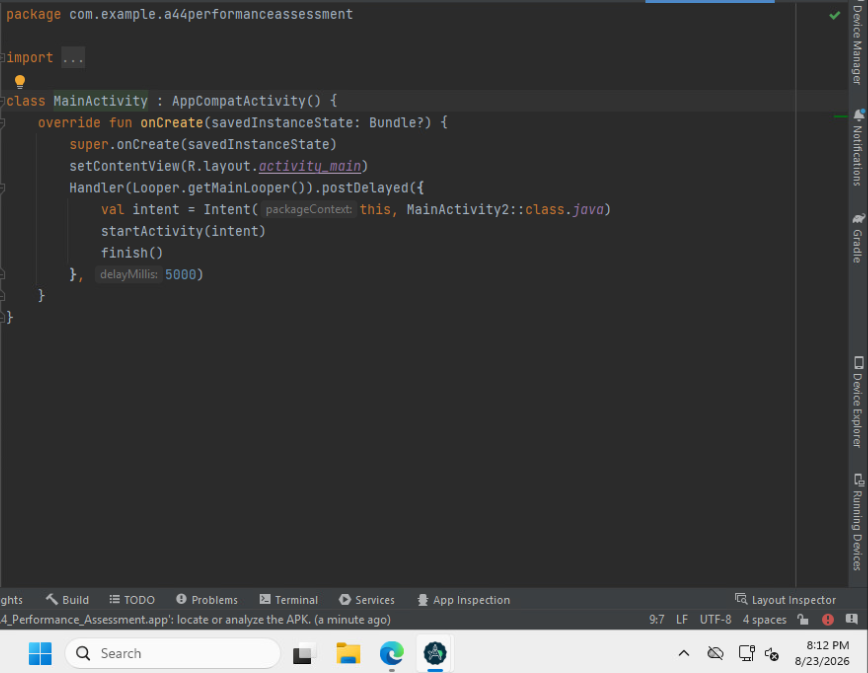 package com.example.a44performanceassessment
import ...
class MainActivity : AppCompatActivity() {
override fun onCreate(savedInstanceState: Bundle?) {
super.onCreate(savedInstanceState)
setContentView(R.layout.activity_main)
Handler(Looper.getMainLooper()).postDelayed({
val intent = Intent( packageContext: this, MainActivity2::class.java)
startActivity(intent)
finish()
}, delayMillis: 5000)
}
}
Device Manager
Notifications
Gradle
Device Explorer
Running Devices
ghts Build TODO Problems Terminal Services App Inspection Layout Inspector
4_Performance_Assessment.app': locate or analyze the APK. (a minute ago) 9:7 LF UTF-8 4 spaces
Search
8:12 PM
8/23/2026